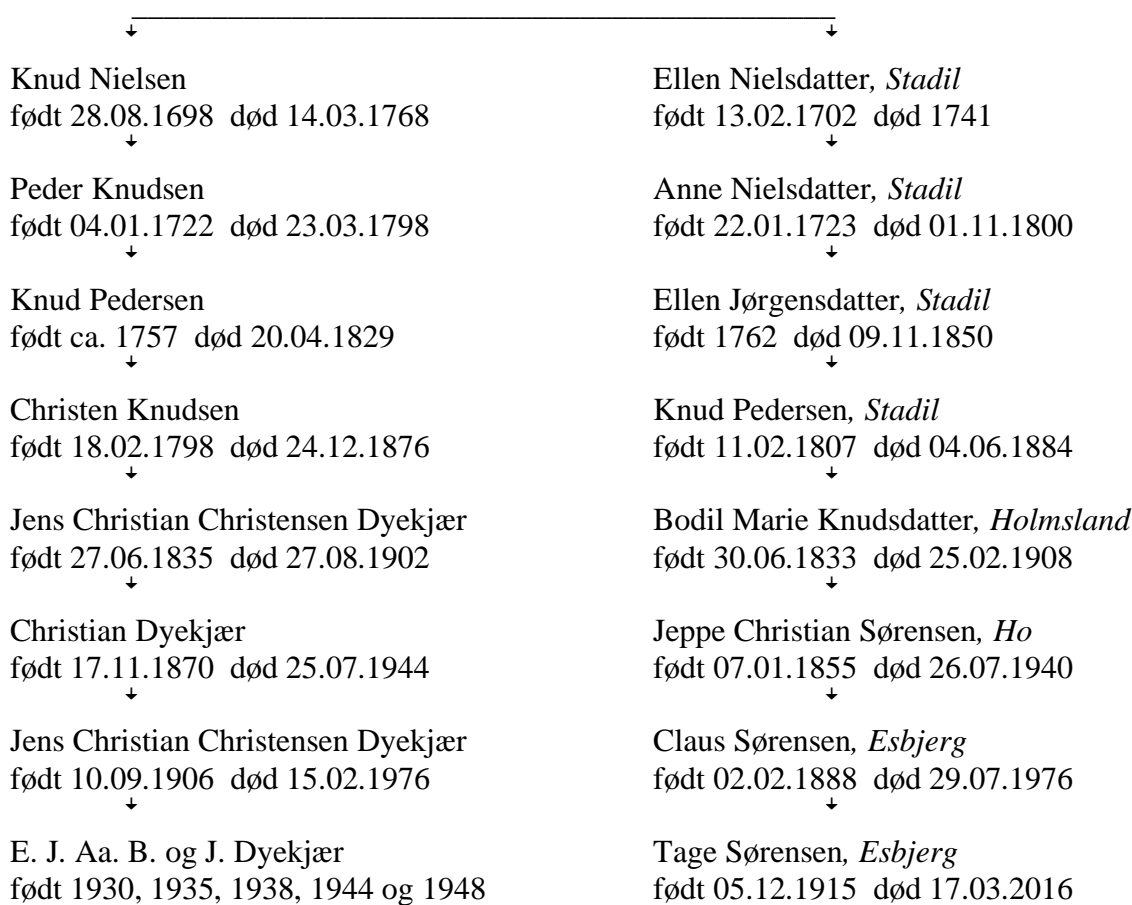 Knud Nielsen
født 28.08.1698 død 14.03.1768
Peder Knudsen
født 04.01.1722 død 23.03.1798
Knud Pedersen
født ca. 1757 død 20.04.1829
Christen Knudsen
født 18.02.1798 død 24.12.1876
Jens Christian Christensen Dyekjær
født 27.06.1835 død 27.08.1902
Christian Dyekjær
født 17.11.1870 død 25.07.1944
Jens Christian Christensen Dyekjær
født 10.09.1906 død 15.02.1976
E. J. Aa. B. og J. Dyekjær
født 1930, 1935, 1938, 1944 og 1948
Ellen Nielsdatter, Stadil
født 13.02.1702 død 1741
Anne Nielsdatter, Stadil
født 22.01.1723 død 01.11.1800
Ellen Jørgensdatter, Stadil
født 1762 død 09.11.1850
Knud Pedersen, Stadil
født 11.02.1807 død 04.06.1884
Bodil Marie Knudsdatter, Holmsland
født 30.06.1833 død 25.02.1908
Jeppe Christian Sørensen, Ho
født 07.01.1855 død 26.07.1940
Claus Sørensen, Esbjerg
født 02.02.1888 død 29.07.1976
Tage Sørensen, Esbjerg
født 05.12.1915 død 17.03.2016